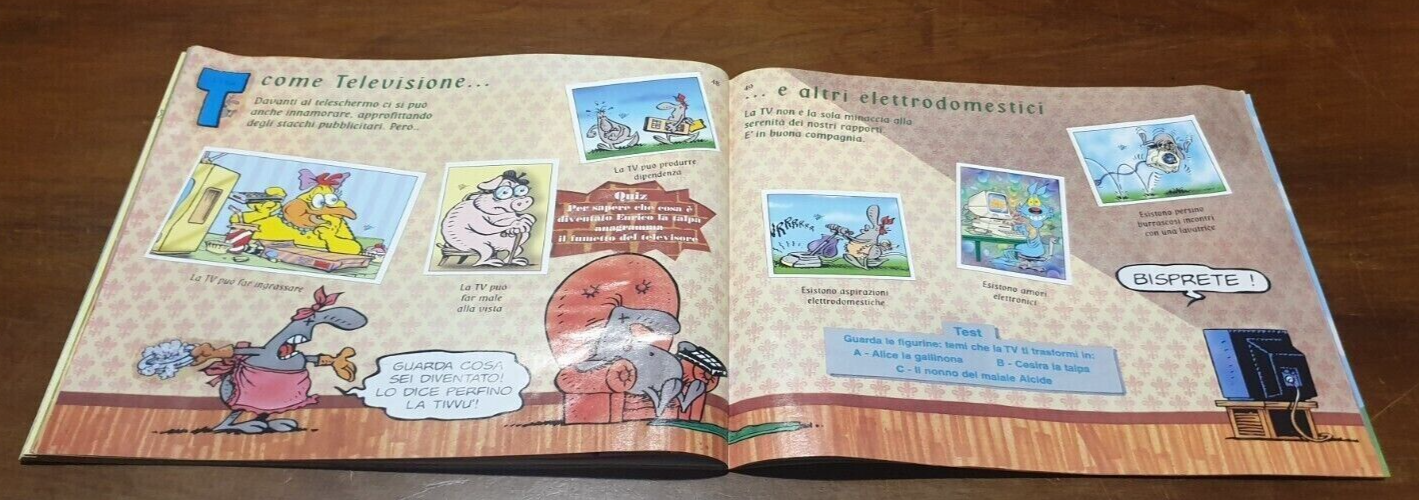 T come Televisione...
Davanti al teleschermo ci si può
anche innamorare, approfittando
degli stacchi pubblicitari. Però...
48
La TV può produrre
dipendenza
La TV può far ingrassare
La TV può
far male
alla vista
Quiz
Per sapere che cosa è
diventato Enrico la talpa
anagramma
il fumetto del televisore
GUARDA COSA
SEI DIVENTATO!
LO DICE PERFINO
LA TIVVU'!
49
... e altri elettrodomestici
La TV non è la sola minaccia alla
serenità dei nostri rapporti.
E' in buona compagnia.
Esistono aspirazioni
elettrodomestiche
Esistono amori
elettronici
Esistono persino
burrascosi incontri
con una lavatrice
BISPRETE !
Test
Guarda le figurine: temi che la TV ti trasformi in:
A - Alice la gallinona B - Cesira la talpa
C - Il nonno del maiale Alcide